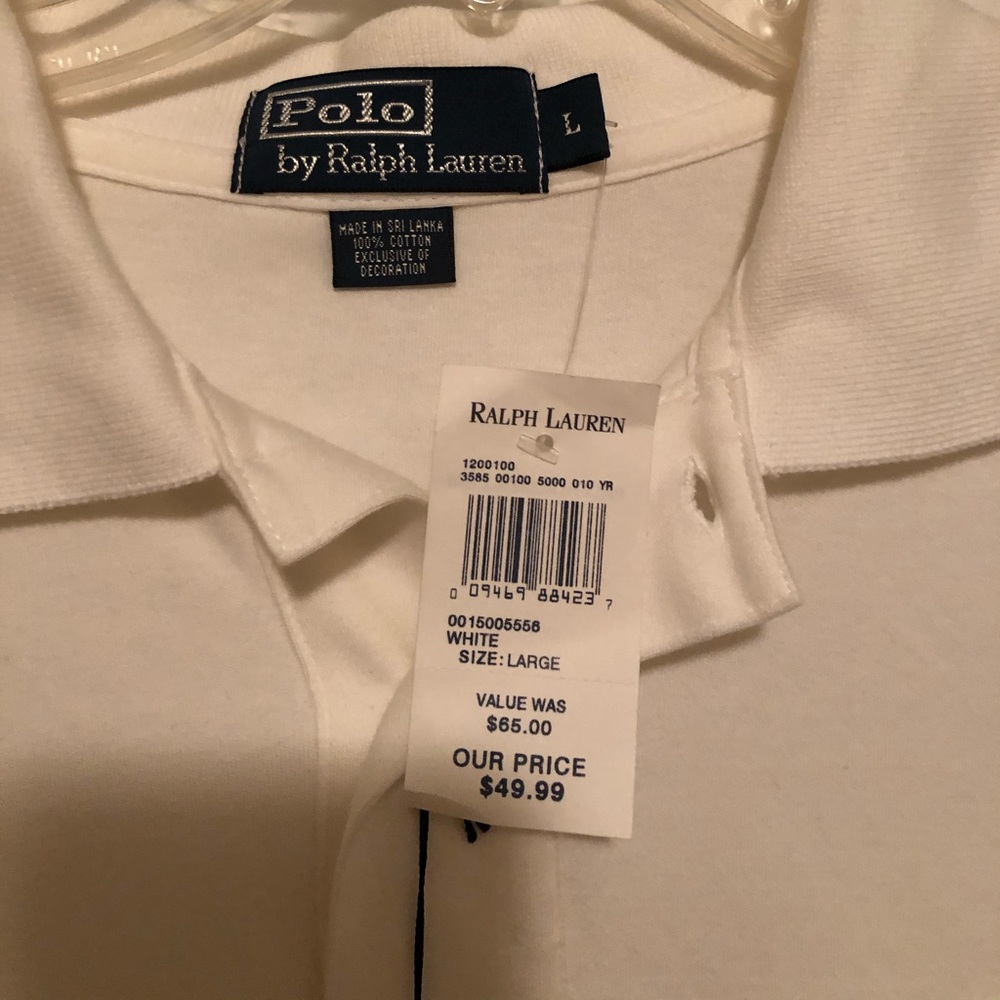 Polo
by Ralph Lauren
L
MADE IN SRI LANKA
100% COTTON
EXCLUSIVE OF
DECORATION
RALPH LAUREN
1200100
3585 00100 5000 010 YR
0 09469 88423 7
0015005556
WHITE
SIZE: LARGE
VALUE WAS
$65.00
OUR PRICE
$49.99